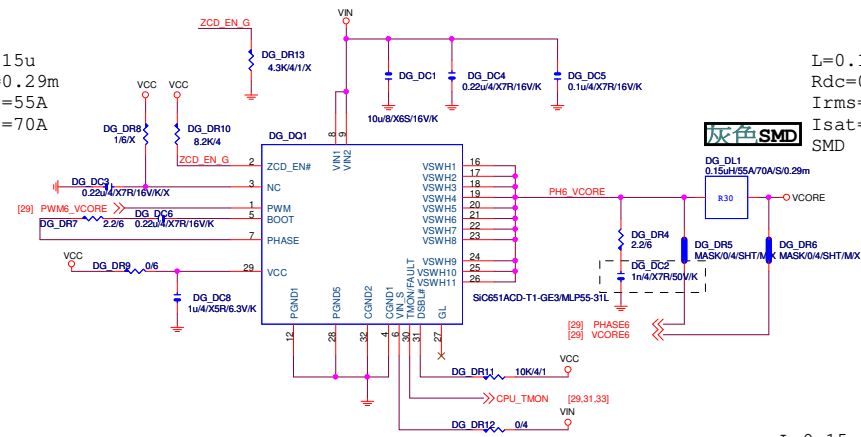 VIN
ZCD_EN_G
15u
=0.29m
=55A
=70A
VCC
VCC
DG_DR13
4.3K/4/1/X
DG_DC1
10u/8/X6S/16V/K
DG_DC4
0.22u/4/X7R/16V/K
DG_DC5
0.1u/4/X7R/16V/K
L=0.1
Rdc=0
Irms=
Isat=
SMD
灰色SMD
DG_DR8
1/6/X
DG_DR10
8.2K/4
ZCD_EN_G
DG_DQ1
8
9
VIN1
VIN2
2
ZCD_EN#
3
NC
1
PWM
5
BOOT
7
PHASE
29
VCC
DG_DC3
0.22u/4/X7R/16V/K/X
[29] PWM6_VCORE
DG_DC6
0.22u/4/X7R/16V/K
DG_DR7
2.2/6
VCC
DG_DR9
0/6
DG_DC8
1u/4/X5R/6.3V/K
VSWH1
16
VSWH2
17
VSWH3
18
VSWH4
19
VSWH5
20
VSWH6
21
VSWH7
22
VSWH8
23
VSWH9
24
VSWH10
25
VSWH11
26
PH6_VCORE
DG_DL1
0.15uH/55A/70A/S/0.29m
R30
VCORE
DG_DR4
2.2/6
DG_DC2
1n/4/X7R/50V/K
DG_DR5
MASK/0/4/SHT/M/X
DG_DR6
MASK/0/4/SHT/M/X
SiC651ACD-T1-GE3/MLP55-31L
[29] PHASE6
[29] VCORE6
PGND1
PGND5
CGND2
CGND1
VIN_S
TMON/FAULT
DSBL#
GL
12
28
32
4
6
30
31
27
DG_DR11
10K/4/1
VCC
CPU_TMON
[29,31,33]
VIN
DG_DR12
0/4